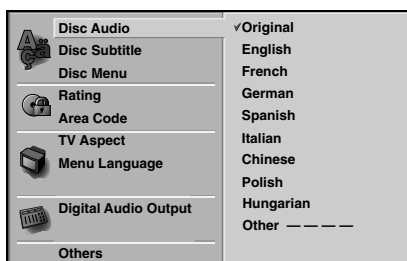 Disc Audio
Disc Subtitle
Disc Menu
Rating
Area Code
TV Aspect
Menu Language
Digital Audio Output
Others
✓Original
English
French
German
Spanish
Italian
Chinese
Polish
Hungarian
Other — — — —